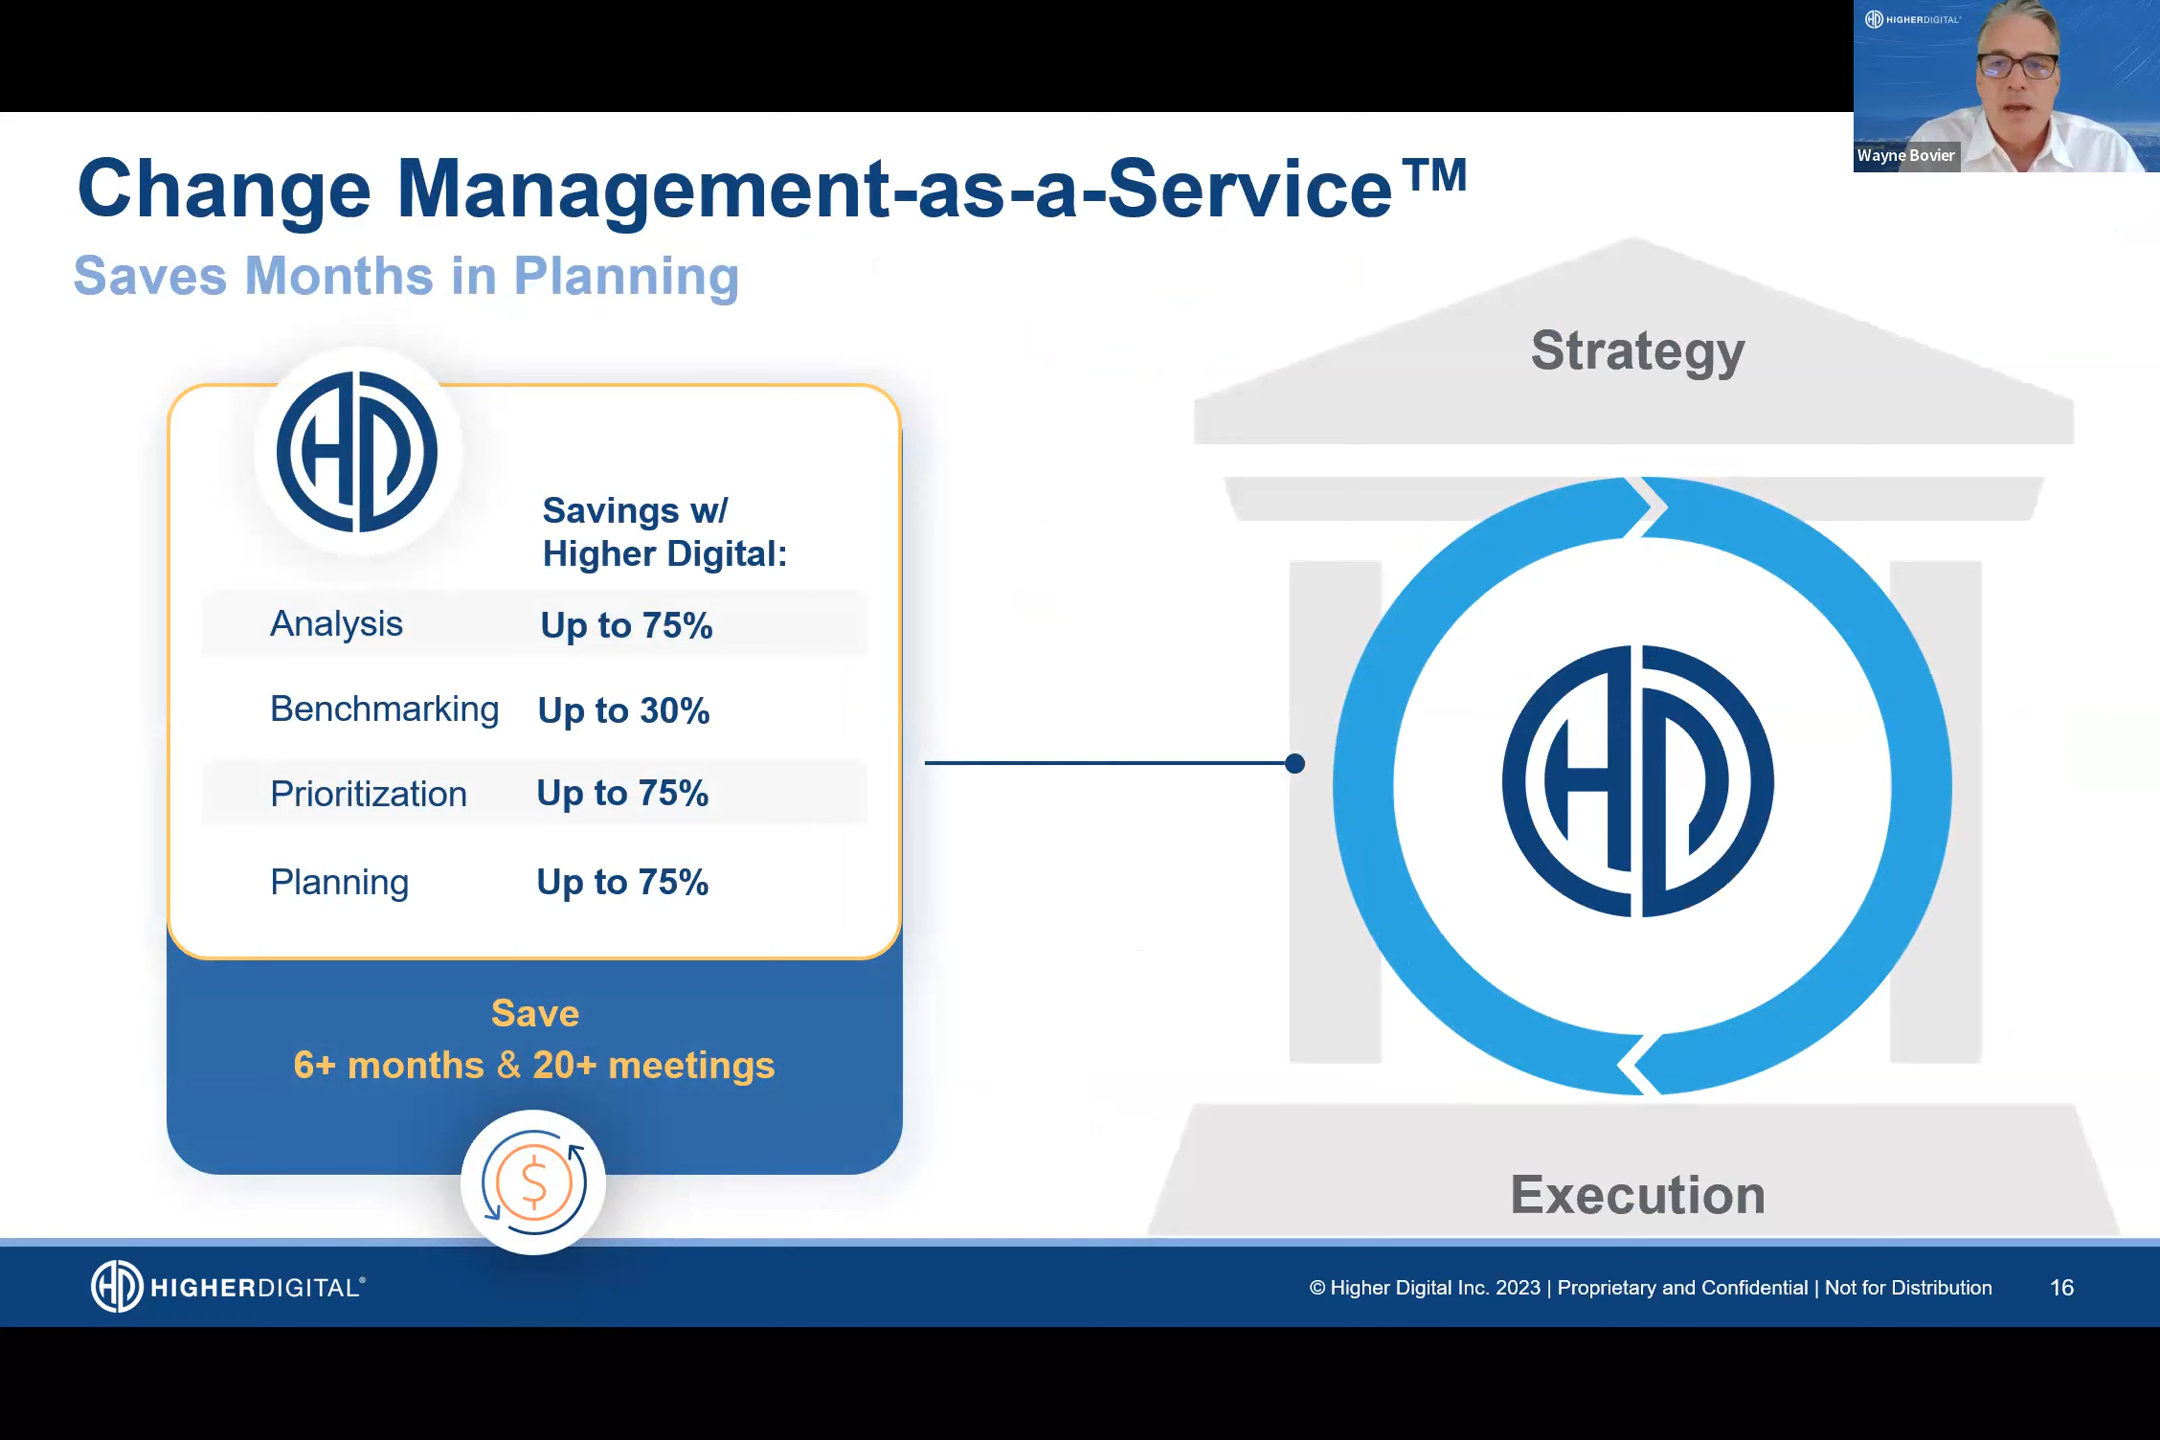 HIGHERDIGITAL
Wayne Bovier
Change Management-as-a-Service™
Saves Months in Planning
Savings w/
Higher Digital:
Analysis Up to 75%
Benchmarking Up to 30%
Prioritization Up to 75%
Planning Up to 75%
Save
6+ months & 20+ meetings
$
Strategy
HD
Execution
HIGHERDIGITAL®
© Higher Digital Inc. 2023 | Proprietary and Confidential | Not for Distribution 16